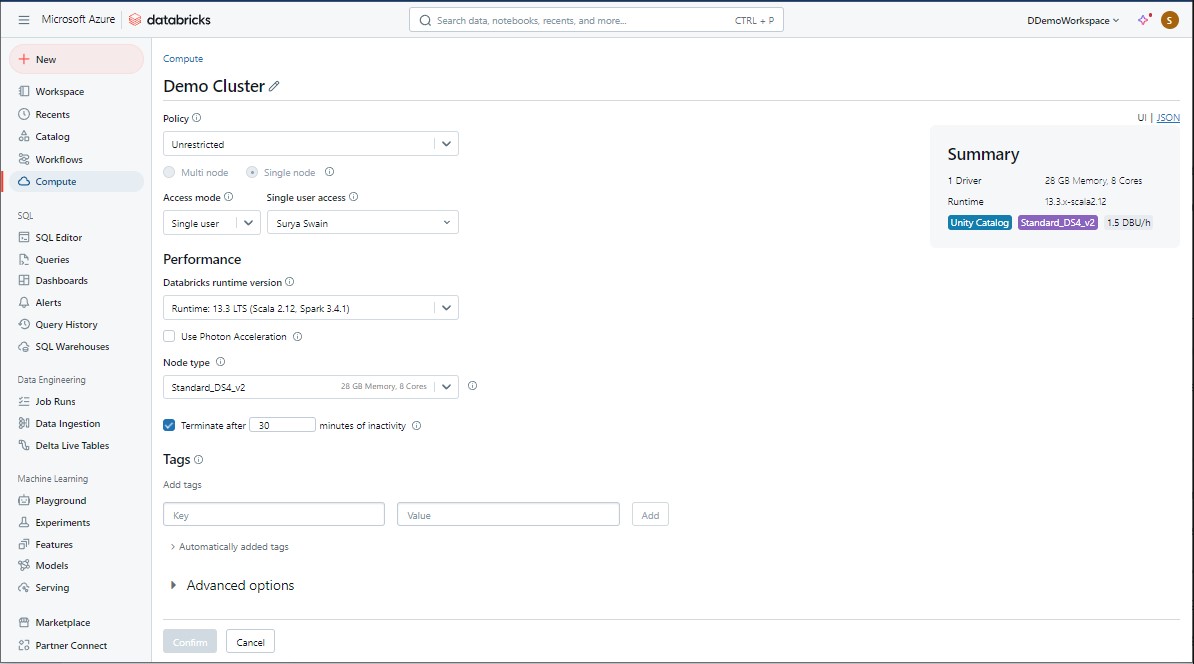 Microsoft Azure databricks
Search data, notebooks, recents, and more... CTRL + P
DDemoWorkspace S
New
Workspace
Recents
Catalog
Workflows
Compute
SQL
SQL Editor
Queries
Dashboards
Alerts
Query History
SQL Warehouses
Data Engineering
Job Runs
Data Ingestion
Delta Live Tables
Machine Learning
Playground
Experiments
Features
Models
Serving
Marketplace
Partner Connect
Compute
Demo Cluster
Policy
Unrestricted
Multi node Single node
Access mode Single user access
Single user Surya Swain
Performance
Databricks runtime version
Runtime: 13.3 LTS (Scala 2.12, Spark 3.4.1)
Use Photon Acceleration
Node type
Standard_DS4_v2 28 GB Memory, 8 Cores
Terminate after 30 minutes of inactivity
Tags
Add tags
Key Value Add
Automatically added tags
Advanced options
Confirm Cancel
UI | JSON
Summary
1 Driver 28 GB Memory, 8 Cores
Runtime 13.3.x-scala2.12
Unity Catalog Standard_DS4_v2 1.5 DBU/h